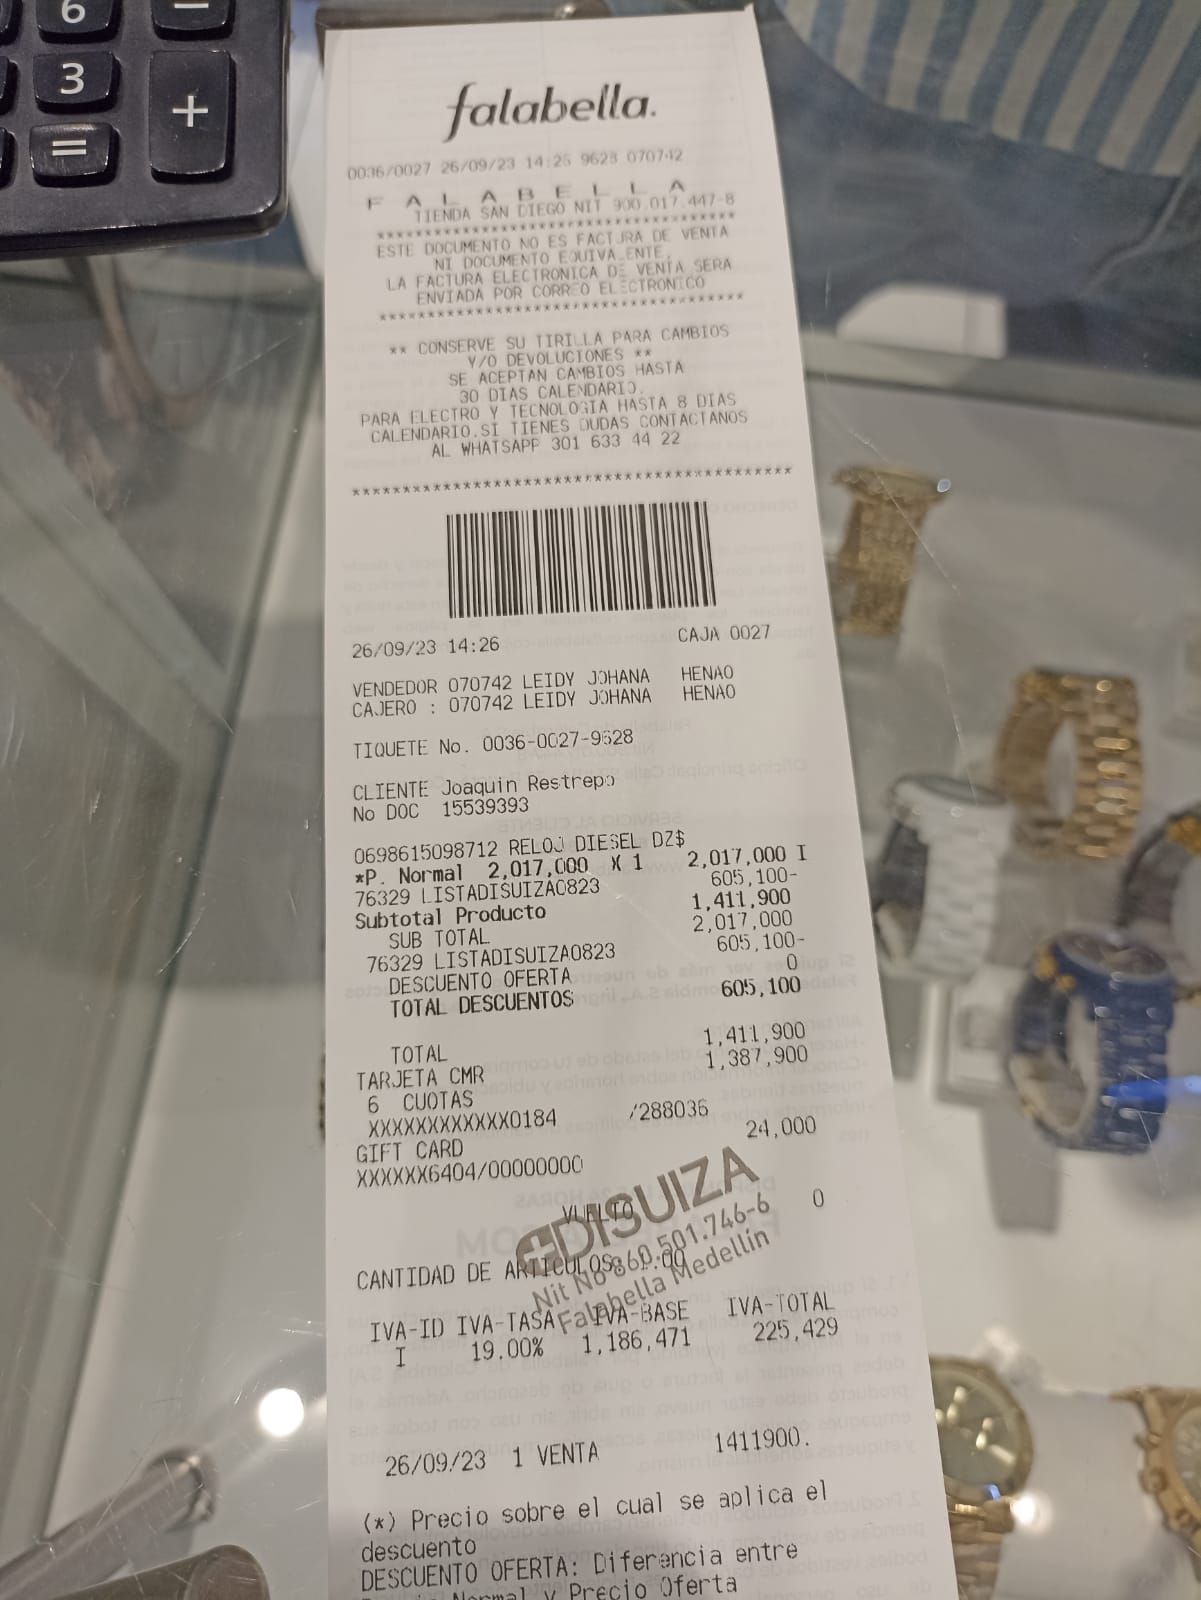 6
−
3
+
=
falabella.
0036/0027 26/09/23 14:26 9628 070742
F A L A B E L L A
TIENDA SAN DIEGO NIT 900.017.447-8
****************************************
ESTE DOCUMENTO NO ES FACTURA DE VENTA
NI DOCUMENTO EQUIVALENTE.
LA FACTURA ELECTRONICA DE VENTA SERA
ENVIADA POR CORREO ELECTRONICO
****************************************
** CONSERVE SU TIRILLA PARA CAMBIOS
Y/O DEVOLUCIONES **
SE ACEPTAN CAMBIOS HASTA
30 DIAS CALENDARIO.
PARA ELECTRO Y TECNOLOGIA HASTA 8 DIAS
CALENDARIO.SI TIENES DUDAS CONTACTANOS
AL WHATSAPP 301 633 44 22
********************************************
26/09/23 14:26 CAJA 0027
VENDEDOR 070742 LEIDY JOHANA HENAO
CAJERO : 070742 LEIDY JOHANA HENAO
TIQUETE No. 0036-0027-9628
CLIENTE Joaquin Restrepo
No DOC 15539393
0698615098712 RELOJ DIESEL DZ$
*P. Normal 2,017,000 X 1 2,017,000 I
76329 LISTADISUIZA0823 605,100-
Subtotal Producto 1,411,900
SUB TOTAL 2,017,000
76329 LISTADISUIZA0823 605,100-
DESCUENTO OFERTA 0
TOTAL DESCUENTOS 605,100
TOTAL 1,411,900
TARJETA CMR 1,387,900
6 CUOTAS
XXXXXXXXXXXX0184 /288036
GIFT CARD 24,000
XXXXXX6404/00000000
VUELTO 0
DISUIZA
Nit No 860.501.746-6
Falabella Medellín
CANTIDAD DE ARTICULOS: 1.00
IVA-ID IVA-TASA IVA-BASE IVA-TOTAL
I 19.00% 1,186,471 225,429
26/09/23 1 VENTA 1411900.
(*) Precio sobre el cual se aplica el
descuento
DESCUENTO OFERTA: Diferencia entre
Normal y Precio Oferta